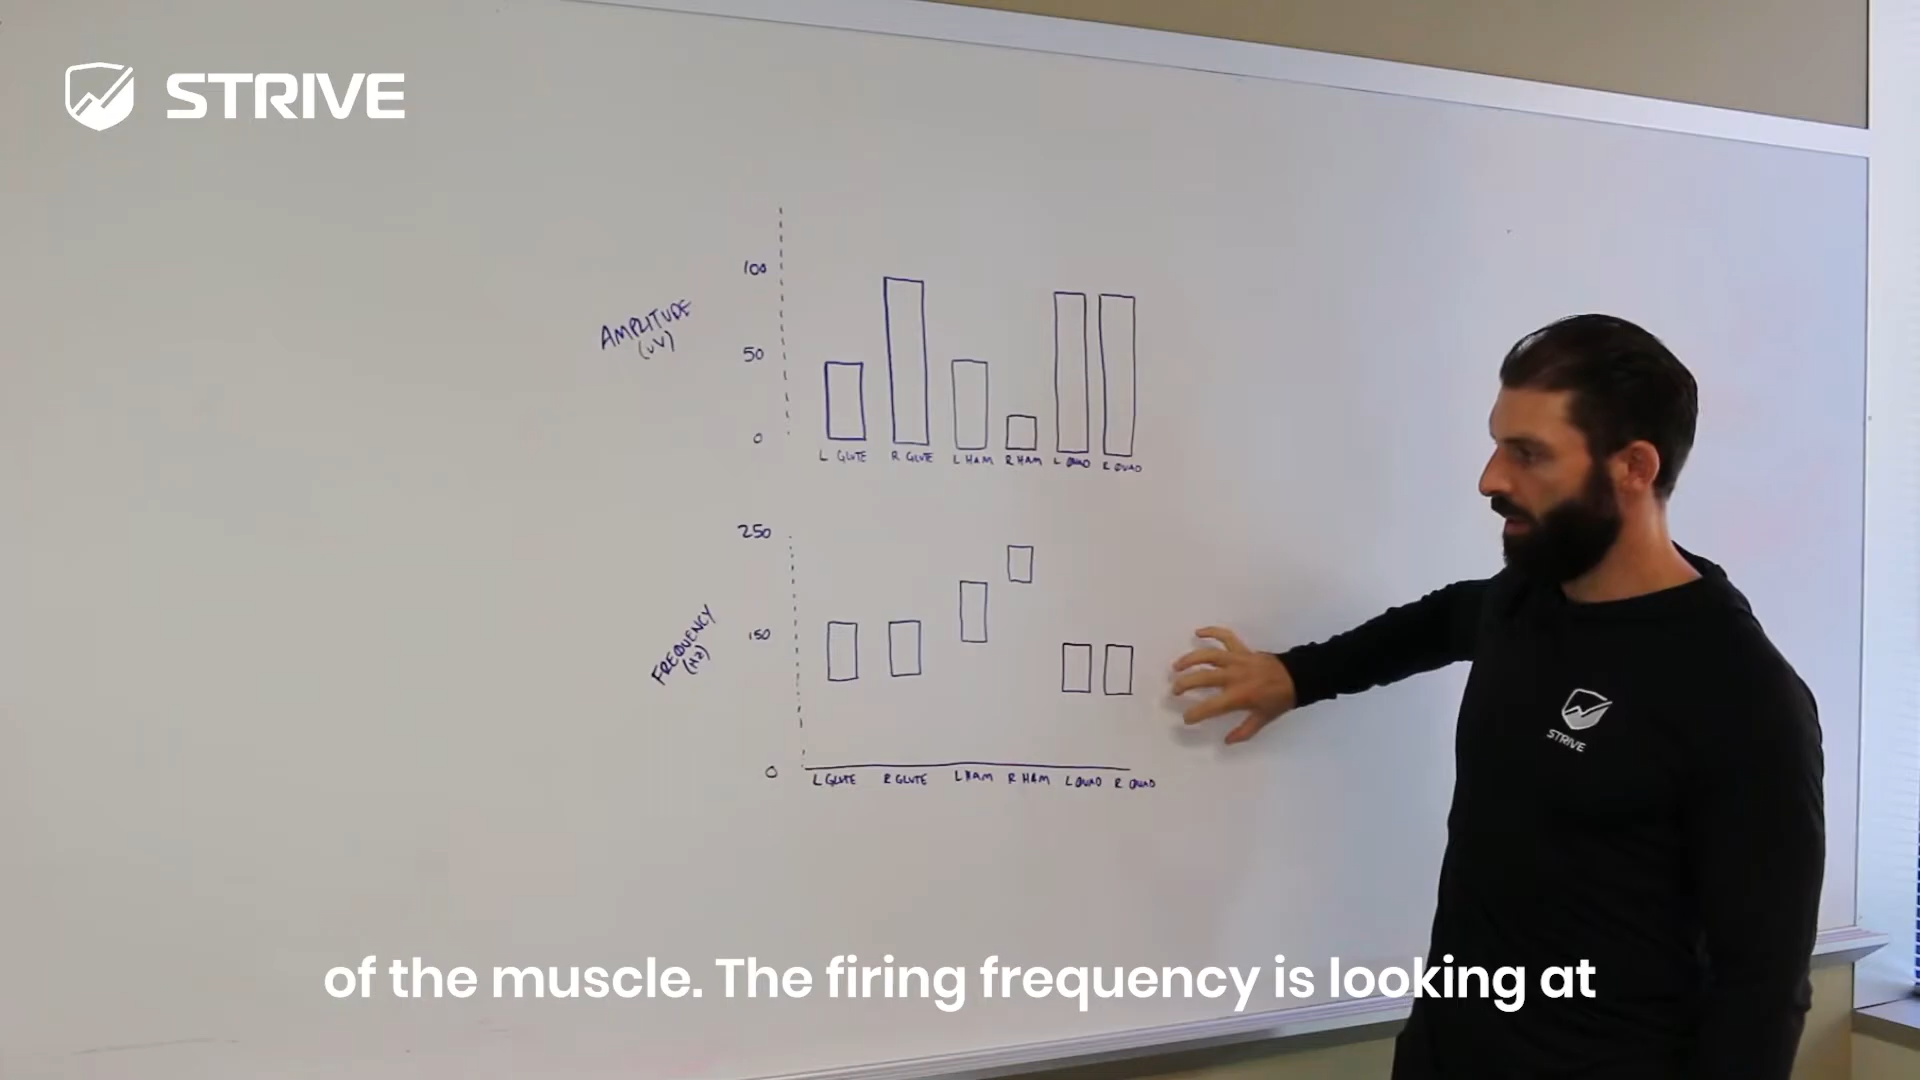 STRIVE
100
AMPLITUDE
(uV)
50
0
L GLUTE R GLUTE L HAM R HAM L QUAD R QUAD
250
150
FREQUENCY
(Hz)
0
L GLUTE R GLUTE L HAM R HAM L QUAD R QUAD
STRIVE
of the muscle. The firing frequency is looking at